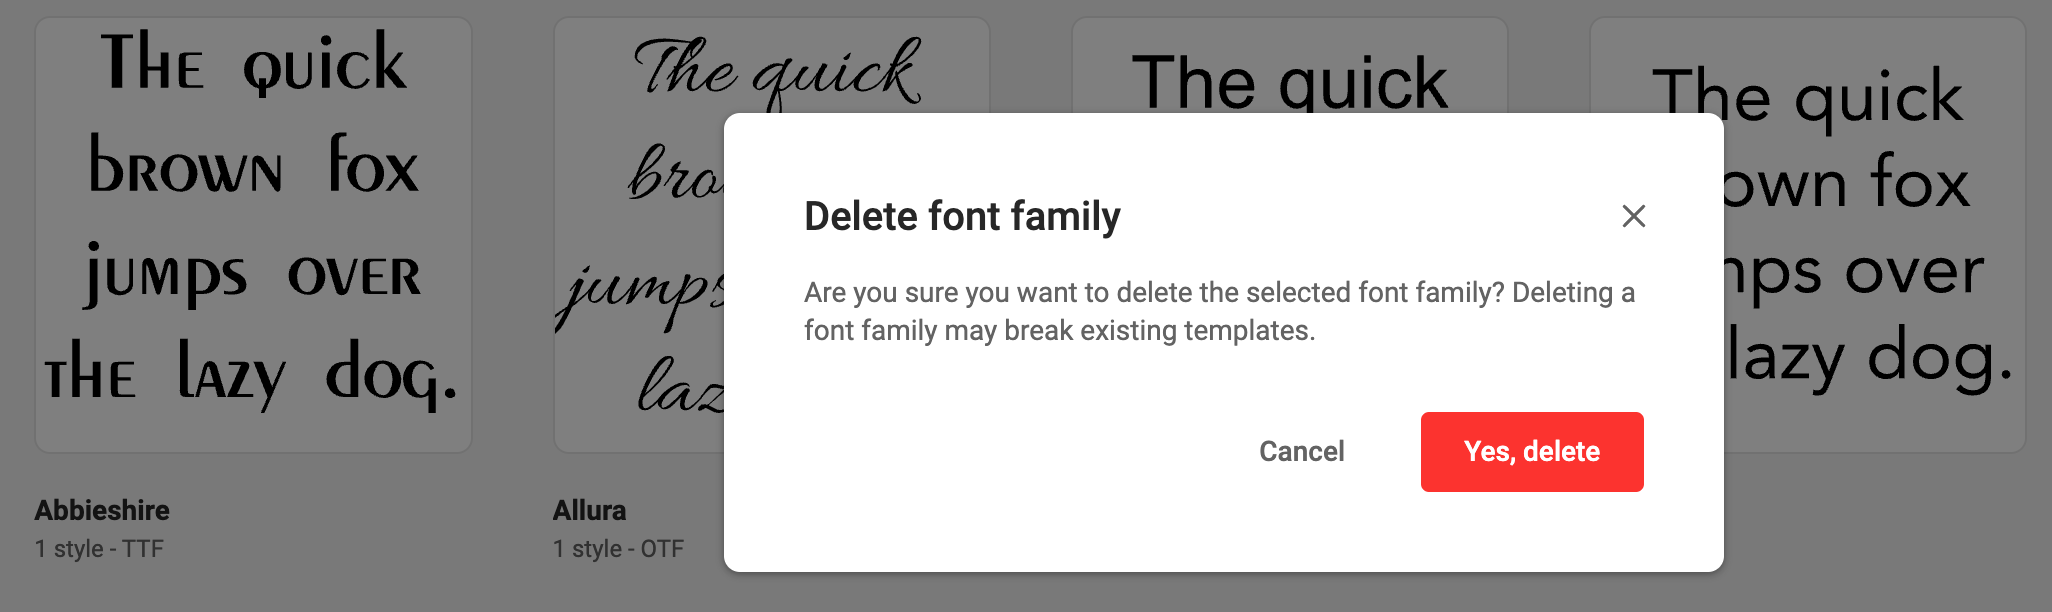 The quick
brown fox
jumps over
the lazy dog.
Abbieshire
1 style - TTF
The quick
jumps
Allura
1 style - OTF
The quick
The quick
fox
over
lazy dog.
Delete font family
Are you sure you want to delete the selected font family? Deleting a
font family may break existing templates.
Cancel
Yes, delete